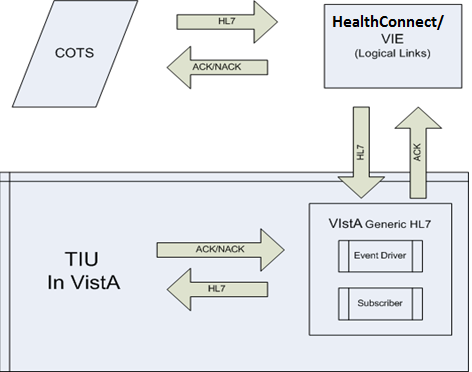 HL7
HealthConnect/
VIE
(Logical Links)
COTS
ACK/NACK
HL7
ACK
VIstA Generic HL7
ACK/NACK
Event Driver
TIU
In VistA
HL7
Subscriber